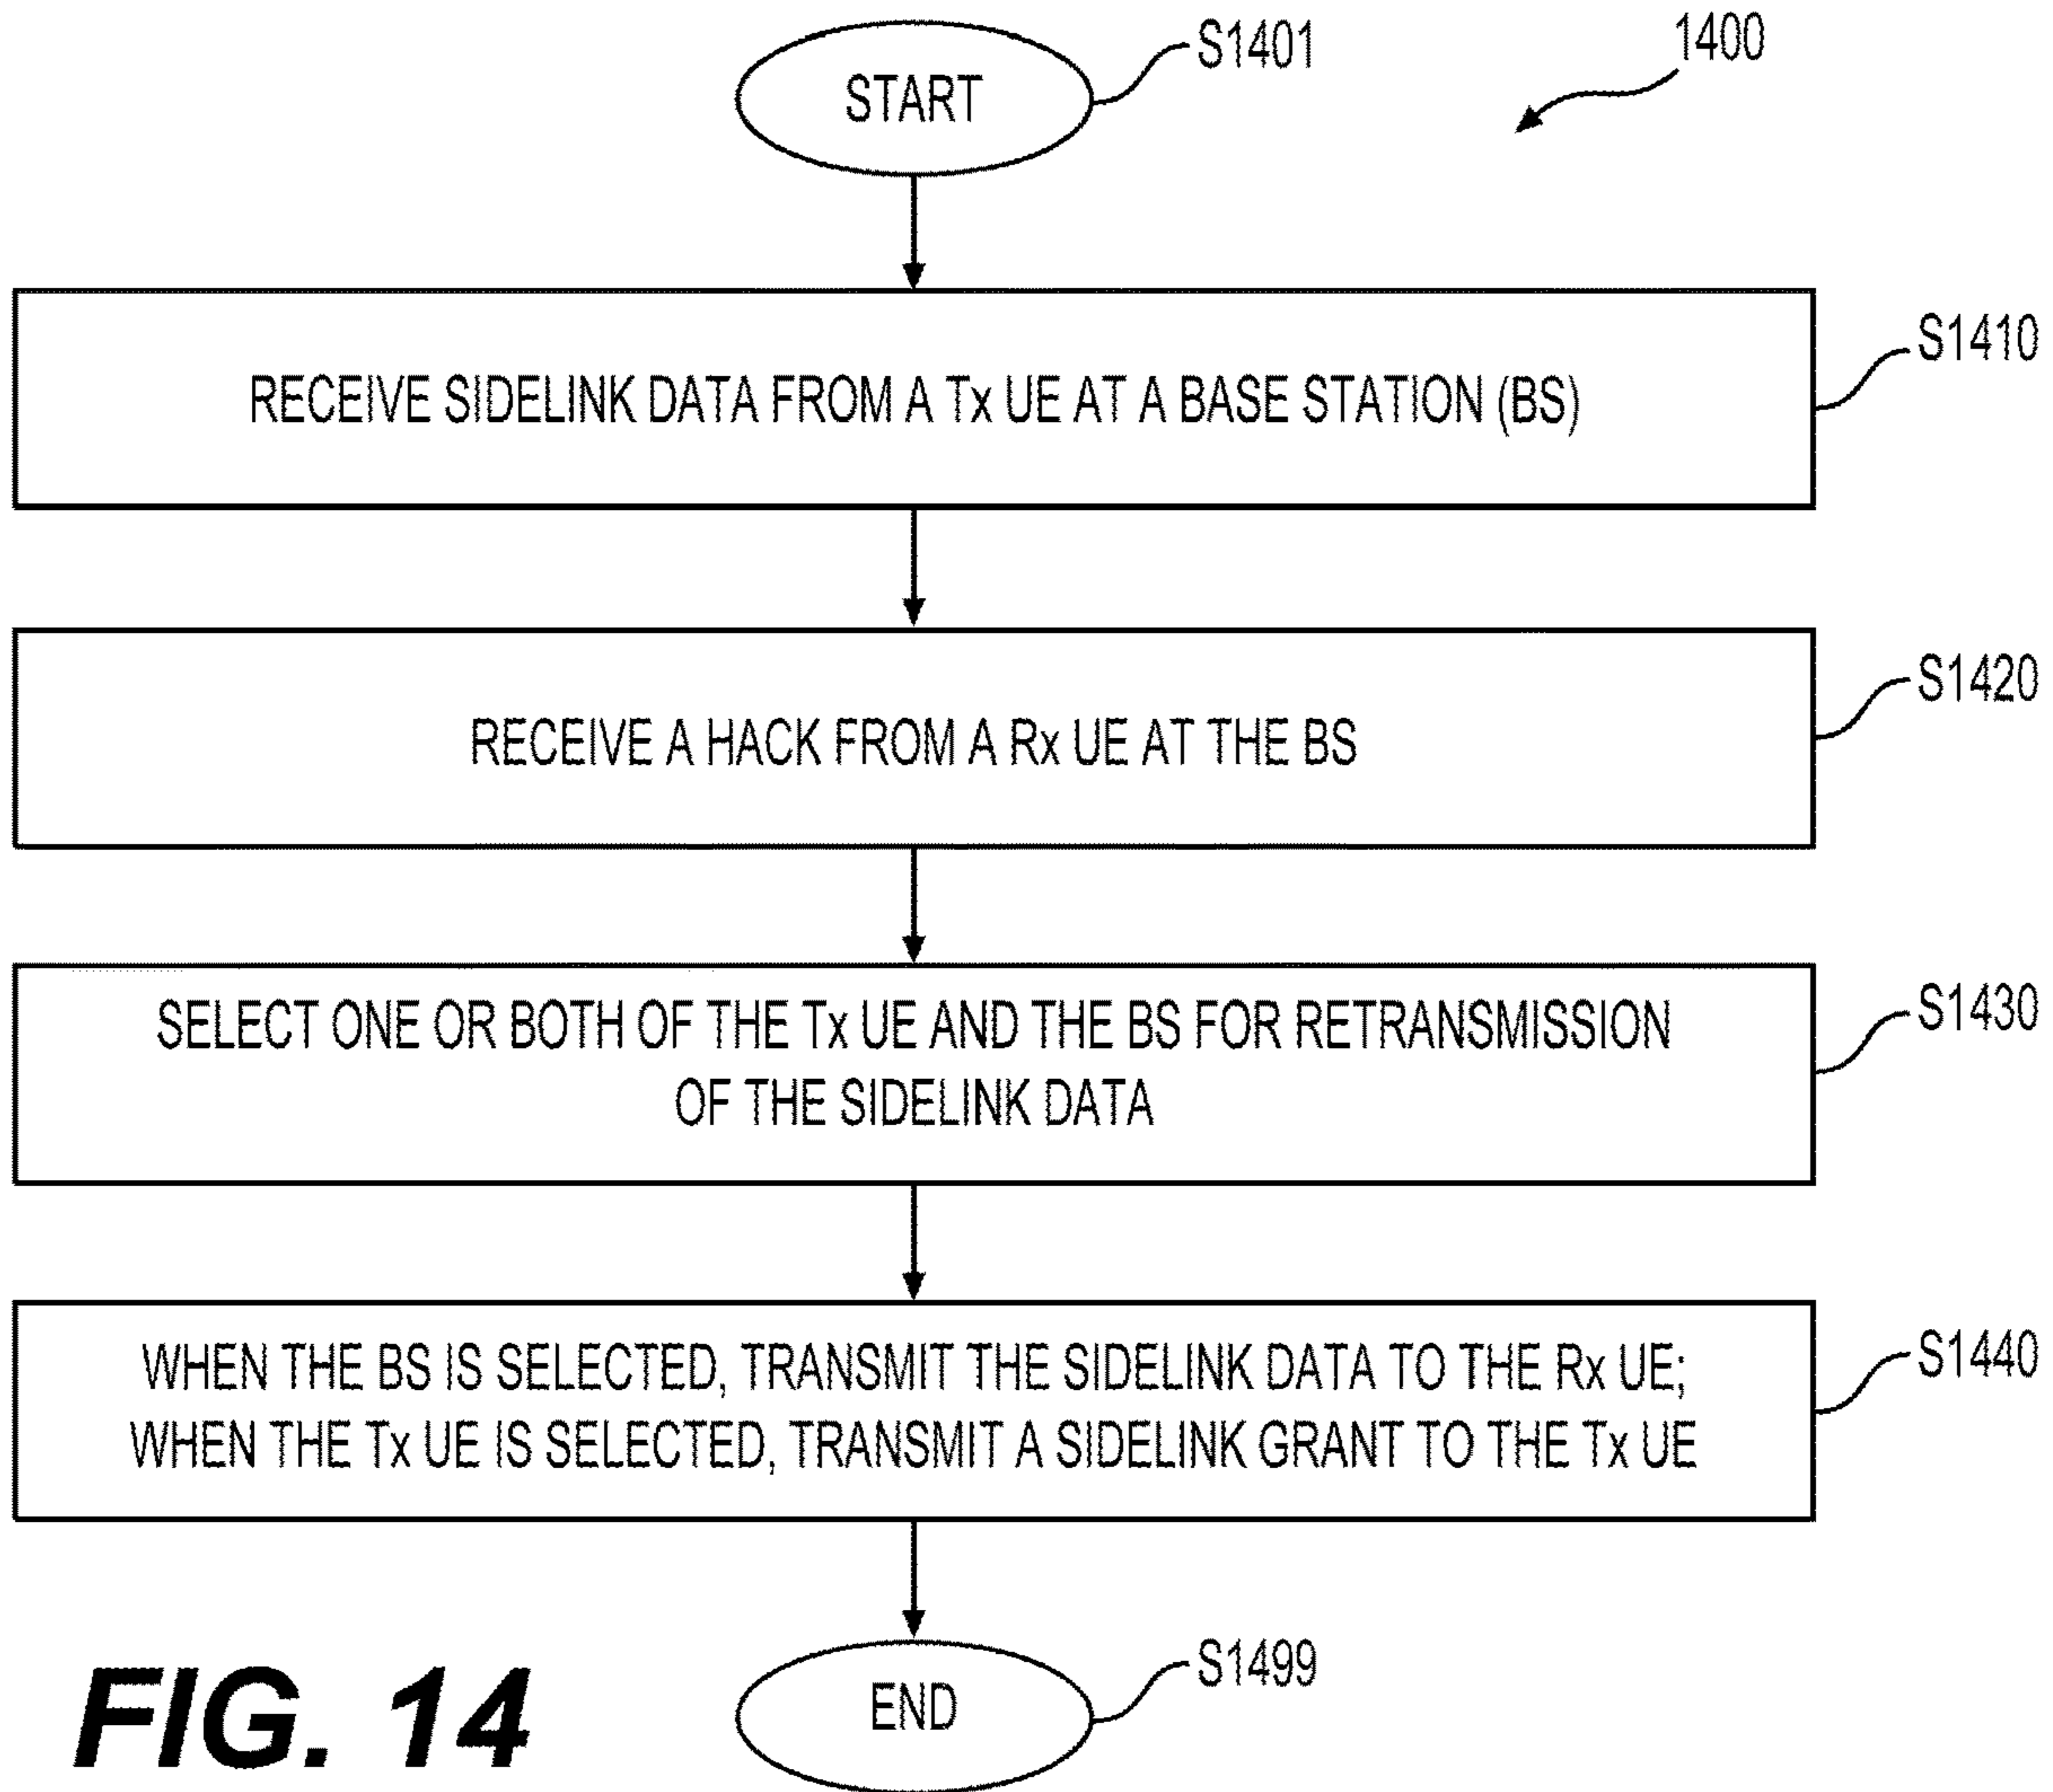 START
S1401
1400
RECEIVE SIDELINK DATA FROM A Tx UE AT A BASE STATION (BS)
S1410
RECEIVE A HACK FROM A Rx UE AT THE BS
S1420
SELECT ONE OR BOTH OF THE Tx UE AND THE BS FOR RETRANSMISSION
OF THE SIDELINK DATA
S1430
WHEN THE BS IS SELECTED, TRANSMIT THE SIDELINK DATA TO THE Rx UE;
WHEN THE Tx UE IS SELECTED, TRANSMIT A SIDELINK GRANT TO THE Tx UE
S1440
END
S1499
FIG. 14